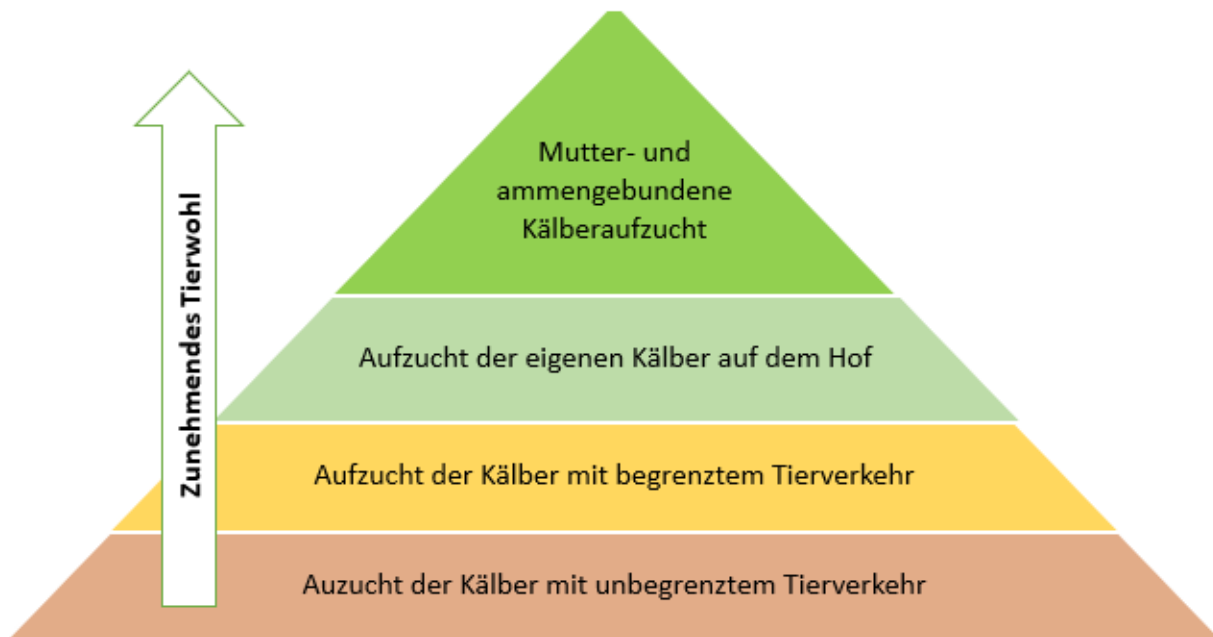 Mutter- und
ammengebundene
Kälberaufzucht
Aufzucht der eigenen Kälber auf dem Hof
Aufzucht der Kälber mit begrenztem Tierverkehr
Auzucht der Kälber mit unbegrenztem Tierverkehr
Zunehmendes Tierwohl